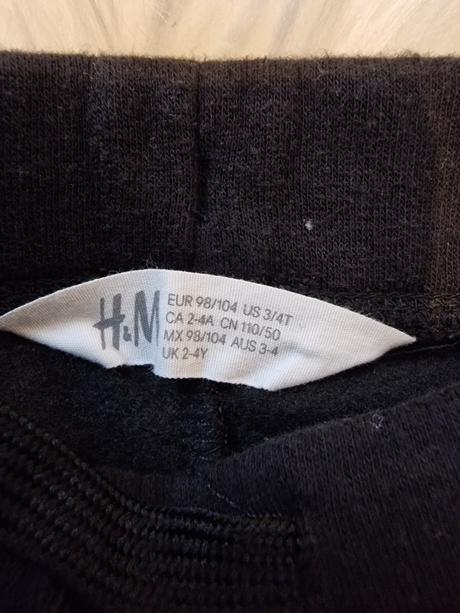 H&M
EUR 98/104 US 3/4T
CA 2-4A CN 110/50
MX 98/104 AUS 3-4
UK 2-4Y